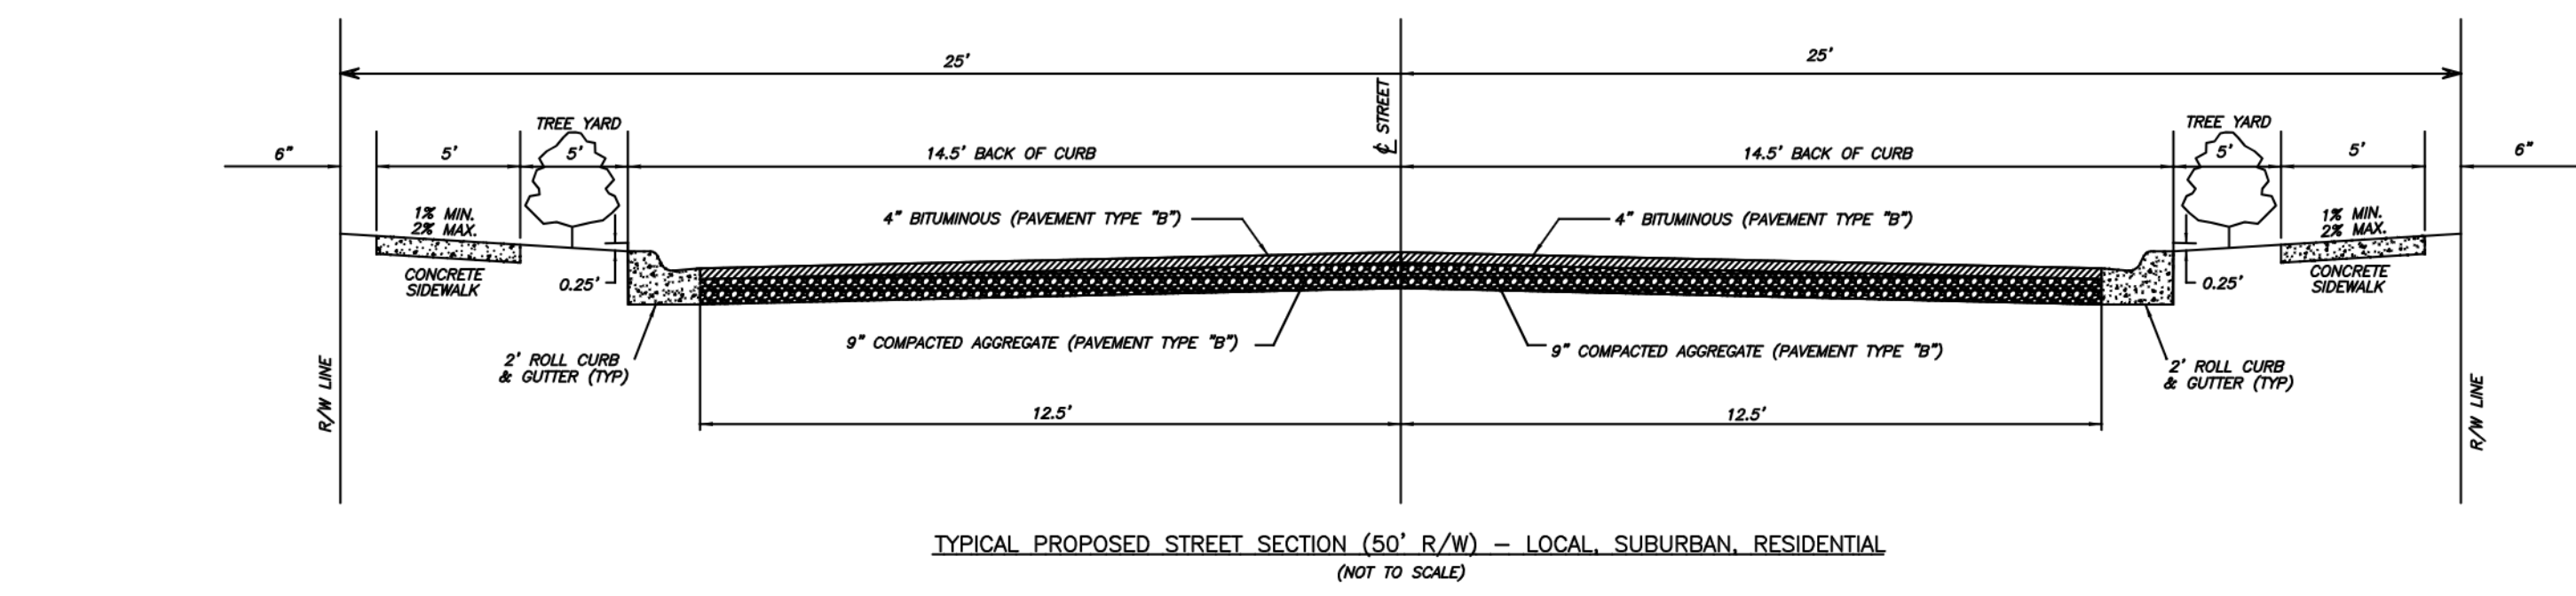 25'
25'
℄ STREET
TREE YARD
TREE YARD
6"
5'
5'
14.5' BACK OF CURB
14.5' BACK OF CURB
5'
5'
6"
1% MIN.
2% MAX.
4" BITUMINOUS (PAVEMENT TYPE "B")
4" BITUMINOUS (PAVEMENT TYPE "B")
1% MIN.
2% MAX.
CONCRETE
SIDEWALK
0.25'
0.25'
CONCRETE
SIDEWALK
9" COMPACTED AGGREGATE (PAVEMENT TYPE "B")
9" COMPACTED AGGREGATE (PAVEMENT TYPE "B")
2' ROLL CURB
& GUTTER (TYP)
2' ROLL CURB
& GUTTER (TYP)
R/W LINE
R/W LINE
12.5'
12.5'
TYPICAL PROPOSED STREET SECTION (50' R/W) – LOCAL, SUBURBAN, RESIDENTIAL
(NOT TO SCALE)